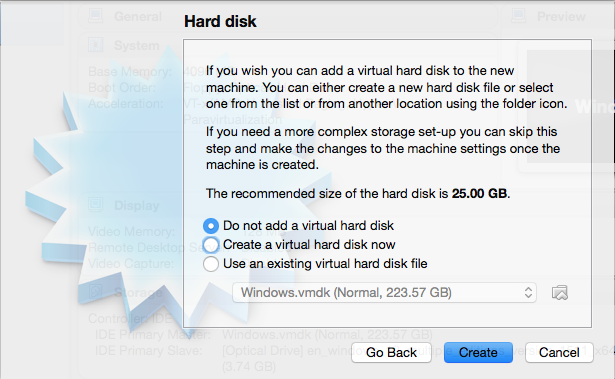 Hard disk
General
Preview
System
If you wish you can add a virtual hard disk to the new
machine. You can either create a new hard disk file or select
one from the list or from another location using the folder icon.
Base Memory:
Boot Order:
Acceleration:
Paravirtualization
If you need a more complex storage set-up you can skip this
step and make the changes to the machine settings once the
machine is created.
The recommended size of the hard disk is 25.00 GB.
Display
Do not add a virtual hard disk
Video Memory:
Create a virtual hard disk now
Remote Desktop
Video Capture:
Use an existing virtual hard disk file
Windows.vmdk (Normal, 223.57 GB)
Storage
Controller: IDE
IDE Primary Master: Windows.vmdk (Normal, 223.57 GB)
IDE Primary Slave: [Optical Drive]
(3.74 GB)
Go Back
Create
Cancel